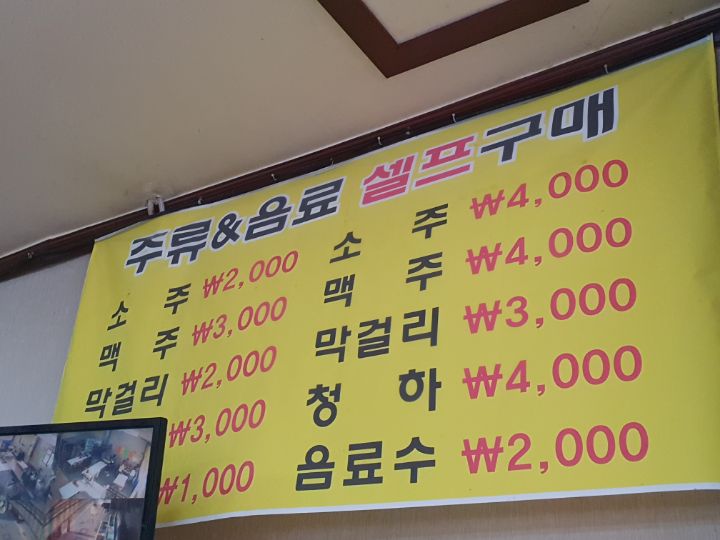 주류&음료 셀프구매
소 주 ₩2,000
맥 주 ₩3,000
막걸리 ₩2,000
₩3,000
₩1,000
소 주 ₩4,000
맥 주 ₩4,000
막걸리 ₩3,000
청 하 ₩4,000
음료수 ₩2,000